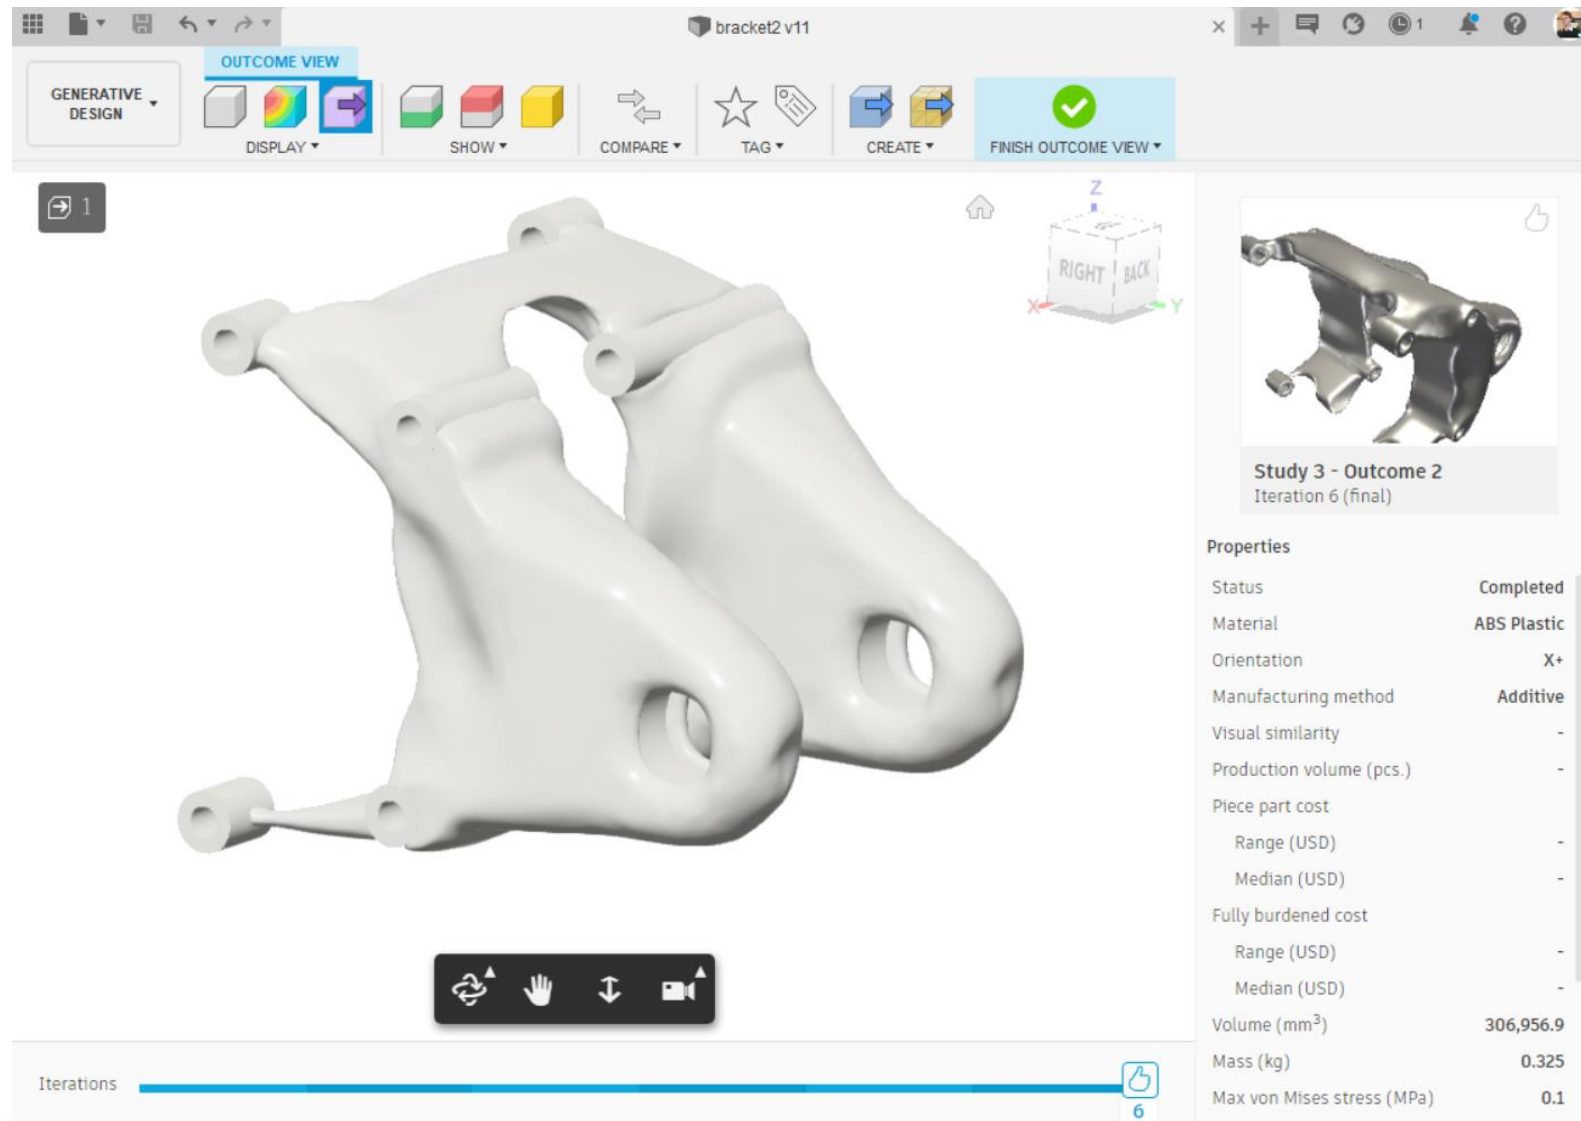 bracket2 v11
1
OUTCOME VIEW
GENERATIVE
DESIGN
DISPLAY
SHOW
COMPARE
TAG
CREATE
FINISH OUTCOME VIEW
1
Z
RIGHT
BACK
X
Y
Study 3 - Outcome 2
Iteration 6 (final)
Properties
Status Completed
Material ABS Plastic
Orientation X+
Manufacturing method Additive
Visual similarity -
Production volume (pcs.) -
Piece part cost
Range (USD) -
Median (USD) -
Fully burdened cost
Range (USD) -
Median (USD) -
Volume (mm³) 306,956.9
Mass (kg) 0.325
Max von Mises stress (MPa) 0.1
Iterations
6